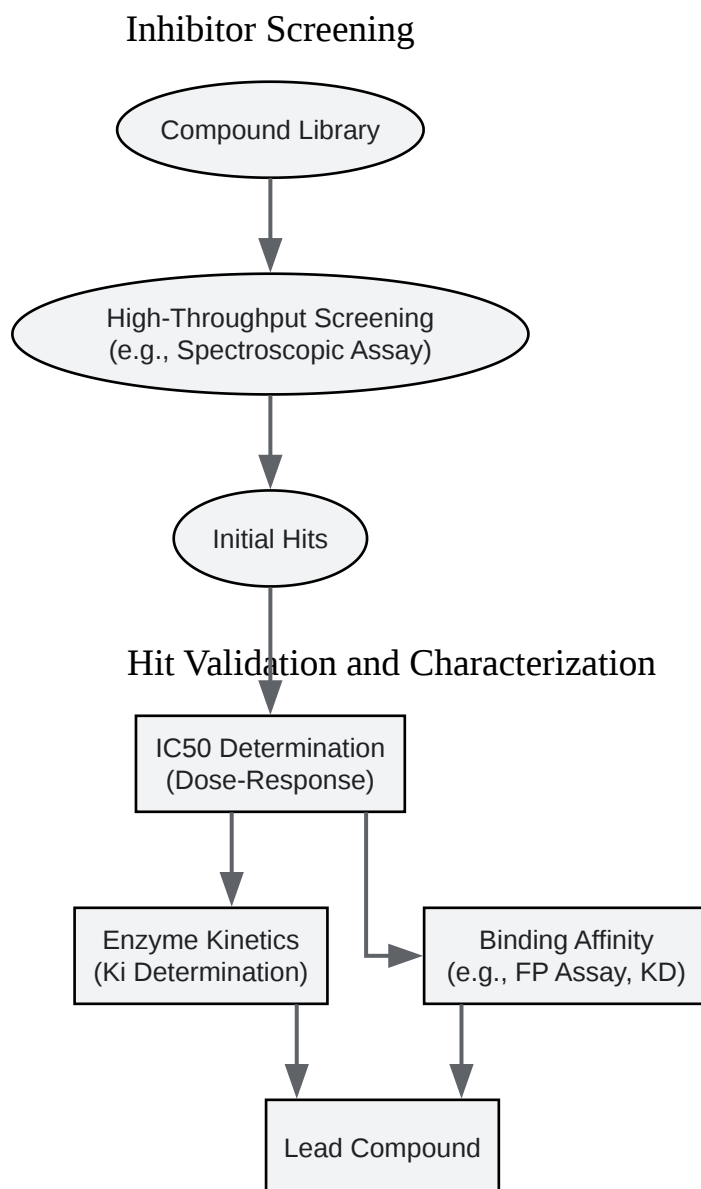 Inhibitor Screening
Compound Library
High-Throughput Screening
(e.g., Spectroscopic Assay)
Initial Hits
Hit Validation and Characterization
IC50 Determination
(Dose-Response)
Enzyme Kinetics
(Ki Determination)
Binding Affinity
(e.g., FP Assay, KD)
Lead Compound